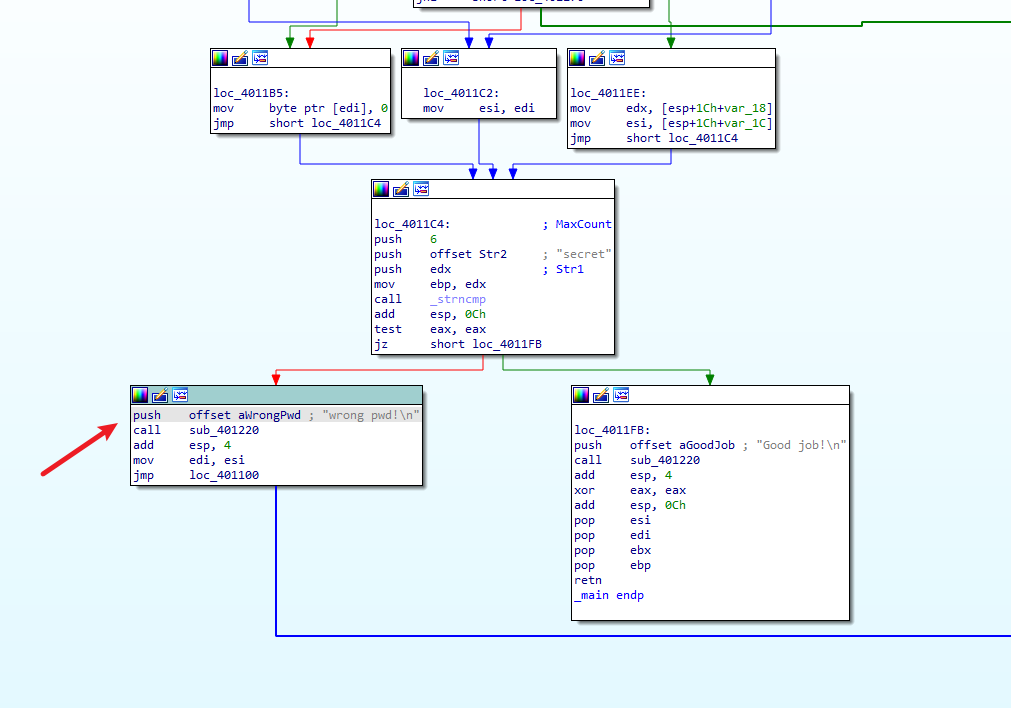 loc_4011B5:
mov byte ptr [edi], 0
jmp short loc_4011C4
loc_4011C2:
mov esi, edi
loc_4011EE:
mov edx, [esp+1Ch+var_18]
mov esi, [esp+1Ch+var_1C]
jmp short loc_4011C4
loc_4011C4: ; MaxCount
push 6
push offset Str2 ; "secret"
push edx ; Str1
mov ebp, edx
call _strncmp
add esp, 0Ch
test eax, eax
jz short loc_4011FB
push offset aWrongPwd ; "wrong pwd!\n"
call sub_401220
add esp, 4
mov edi, esi
jmp loc_401100
loc_4011FB:
push offset aGoodJob ; "Good job!\n"
call sub_401220
add esp, 4
xor eax, eax
add esp, 0Ch
pop esi
pop edi
pop ebx
pop ebp
retn
_main endp